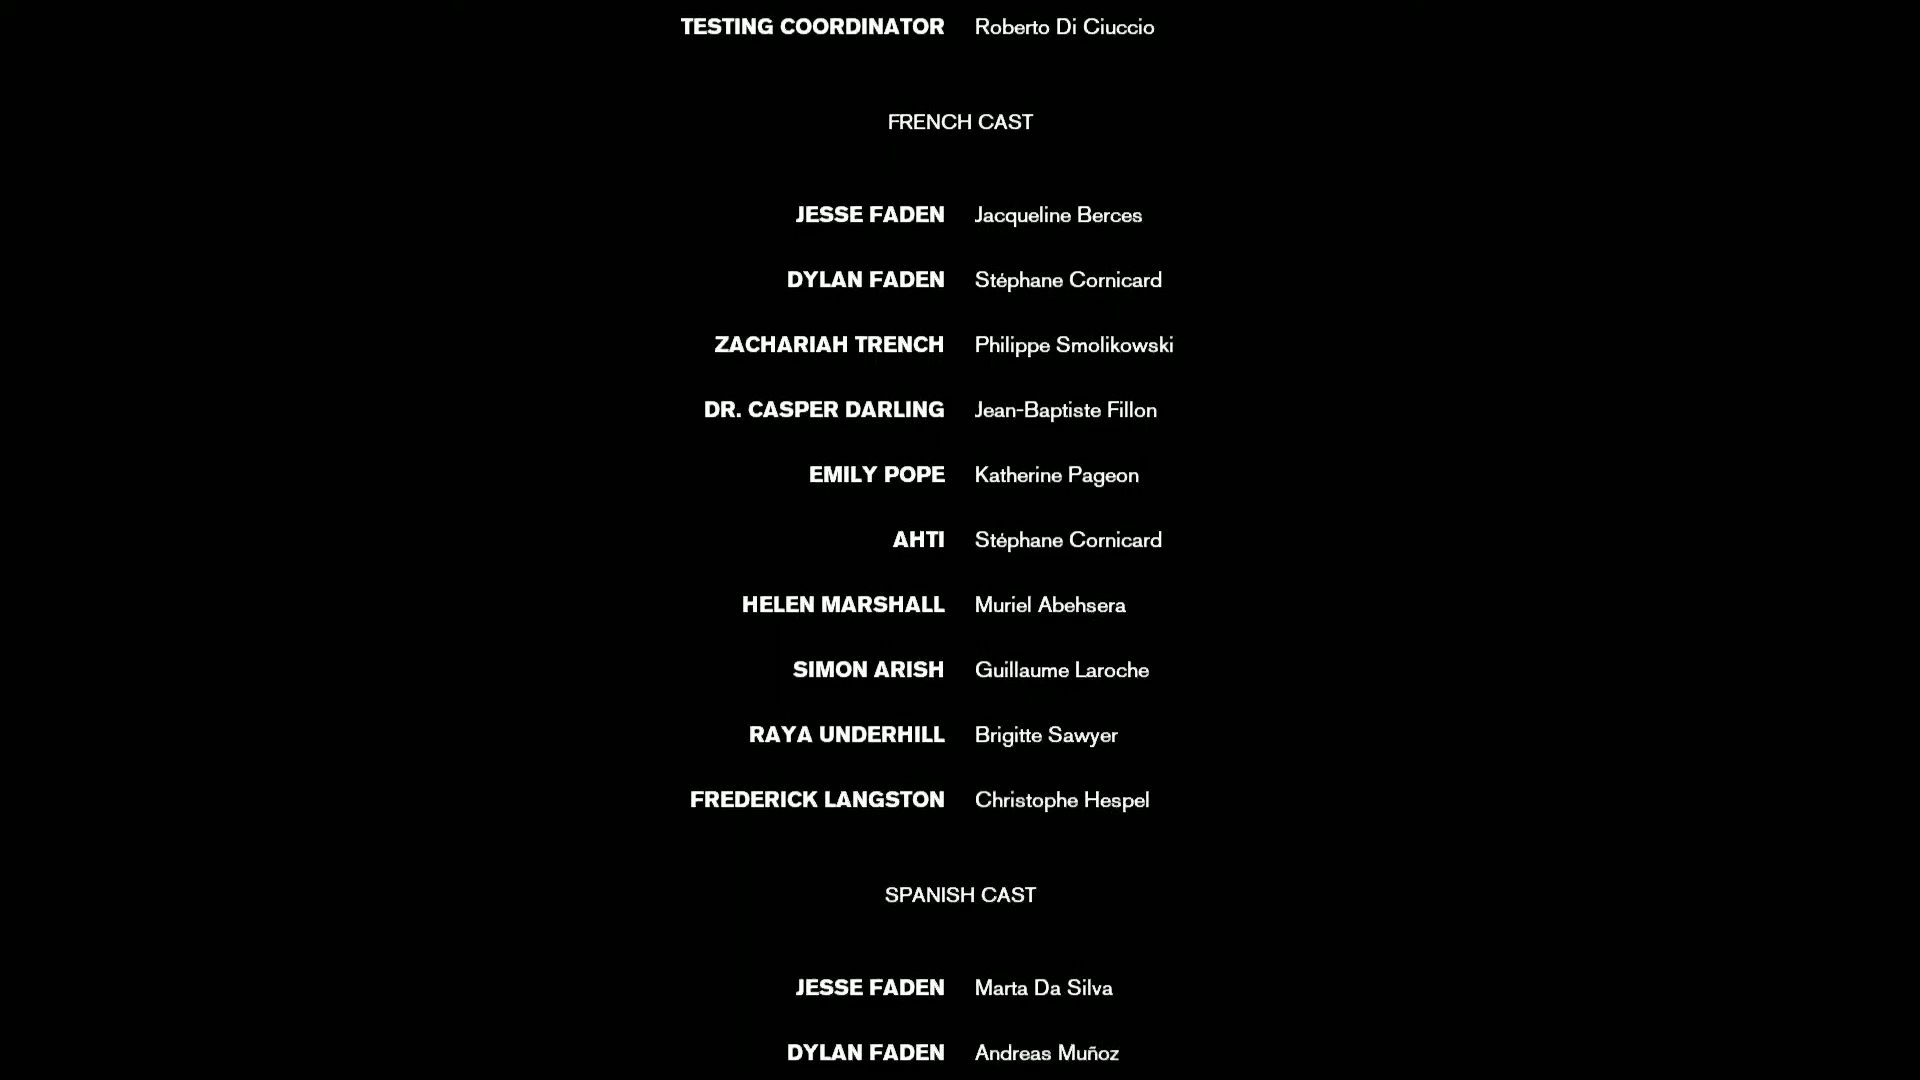 TESTING COORDINATOR Roberto Di Ciuccio
FRENCH CAST
JESSE FADEN Jacqueline Berces
DYLAN FADEN Stéphane Cornicard
ZACHARIAH TRENCH Philippe Smolikowski
DR. CASPER DARLING Jean-Baptiste Fillon
EMILY POPE Katherine Pageon
AHTI Stéphane Cornicard
HELEN MARSHALL Muriel Abehsera
SIMON ARISH Guillaume Laroche
RAYA UNDERHILL Brigitte Sawyer
FREDERICK LANGSTON Christophe Hespel
SPANISH CAST
JESSE FADEN Marta Da Silva
DYLAN FADEN Andreas Muñoz